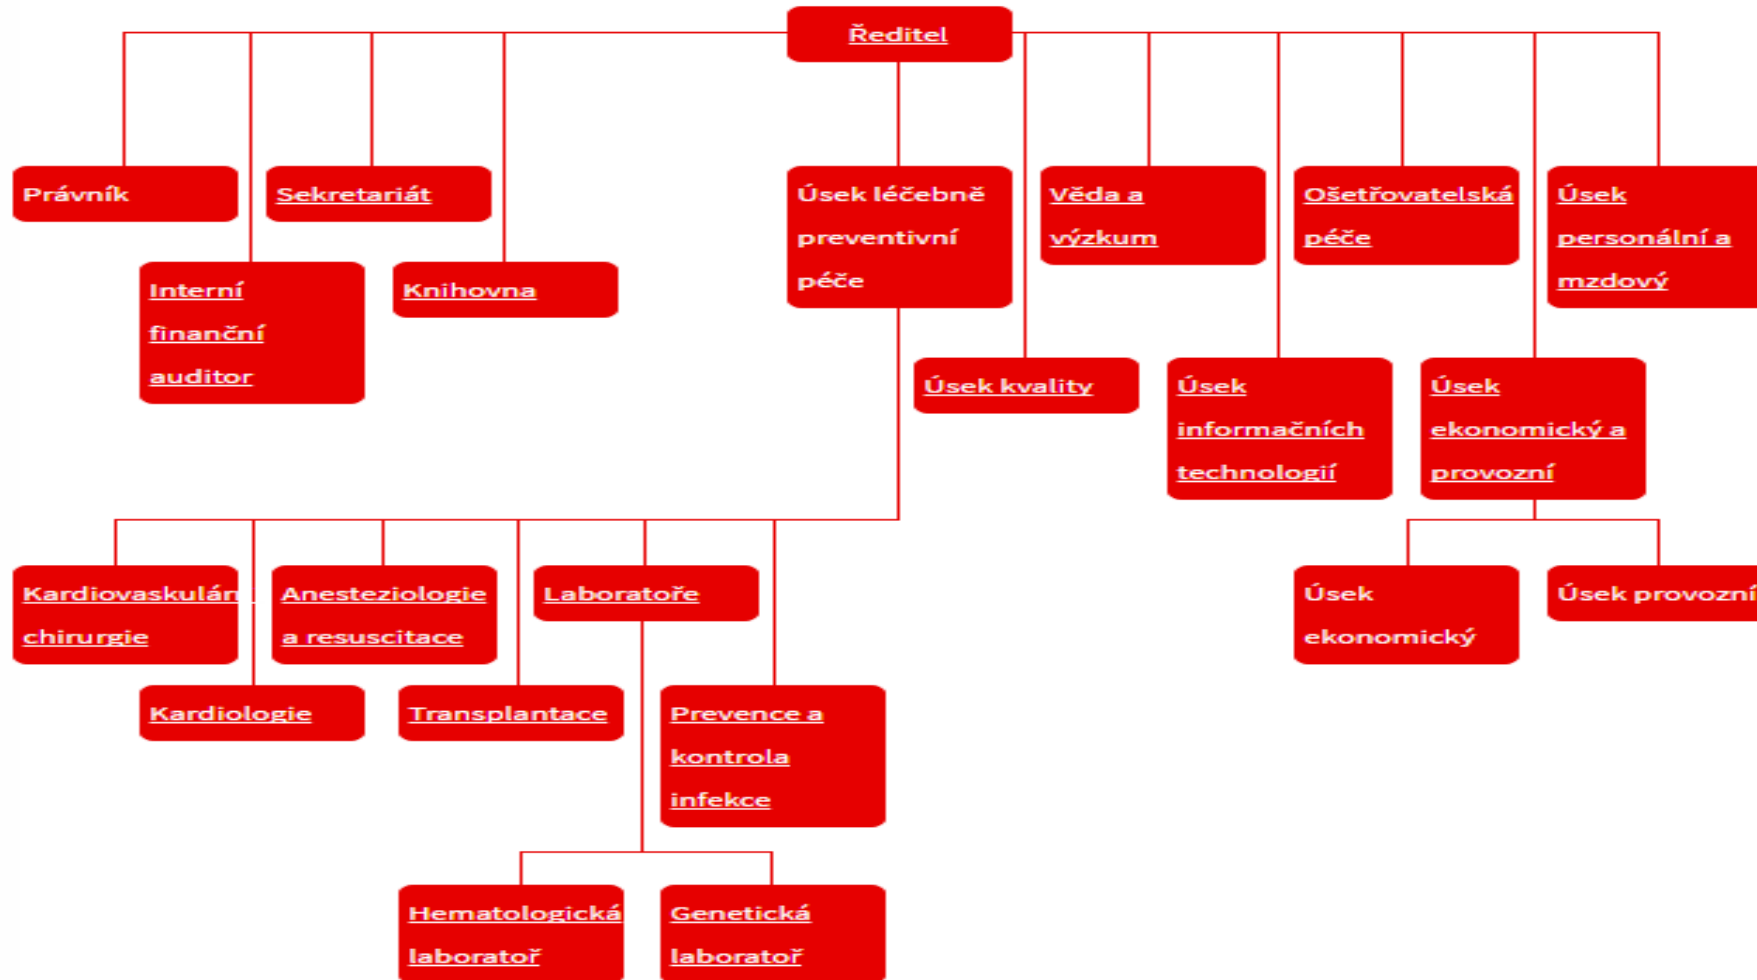 Ředitel
Právník
Sekretariát
Úsek léčebně
preventivní
péče
Věda a
výzkum
Ošetřovatelská
péče
Úsek
personální a
mzdový
Interní
finanční
auditor
Knihovna
Úsek kvality
Úsek
informačních
technologií
Úsek
ekonomický a
provozní
Kardiovaskulárn
chirurgie
Anesteziologie
a resuscitace
Laboratoře
Úsek
ekonomický
Úsek provozní
Kardiologie
Transplantace
Prevence a
kontrola
infekce
Hematologická
laboratoř
Genetická
laboratoř